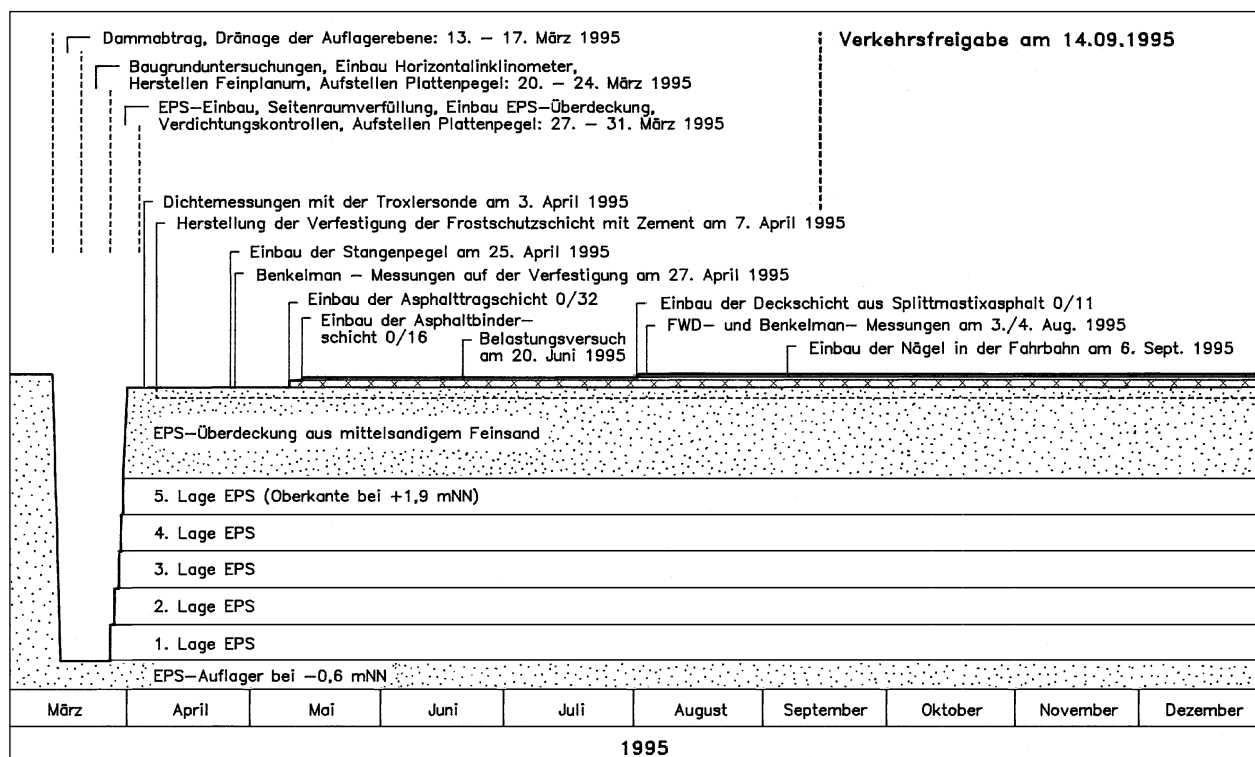 Dammabtrag, Dränage der Auflagerebene: 13. – 17. März 1995
Verkehrsfreigabe am 14.09.1995
Baugrunduntersuchungen, Einbau Horizontalinklinometer,
Herstellen Feinplanum, Aufstellen Plattenpegel: 20. – 24. März 1995
EPS–Einbau, Seitenraumverfüllung, Einbau EPS–Überdeckung,
Verdichtungskontrollen, Aufstellen Plattenpegel: 27. – 31. März 1995
Dichtemessungen mit der Troxlersonde am 3. April 1995
Herstellung der Verfestigung der Frostschutzschicht mit Zement am 7. April 1995
Einbau der Stangenpegel am 25. April 1995
Benkelman – Messungen auf der Verfestigung am 27. April 1995
Einbau der Asphalttragschicht 0/32
Einbau der Asphaltbinder–
schicht 0/16
Belastungsversuch
am 20. Juni 1995
Einbau der Deckschicht aus Splittmastixasphalt 0/11
FWD– und Benkelman– Messungen am 3./4. Aug. 1995
Einbau der Nägel in der Fahrbahn am 6. Sept. 1995
EPS–Überdeckung aus mittelsandigem Feinsand
5. Lage EPS (Oberkante bei +1,9 mNN)
4. Lage EPS
3. Lage EPS
2. Lage EPS
1. Lage EPS
EPS–Auflager bei –0,6 mNN
März April Mai Juni Juli August September Oktober November Dezember
1995